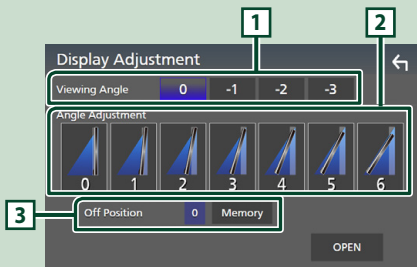 1
2
Display Adjustment
Viewing Angle 0 -1 -2 -3
Angle Adjustment
0 1 2 3 4 5 6
3
Off Position 0 Memory
OPEN